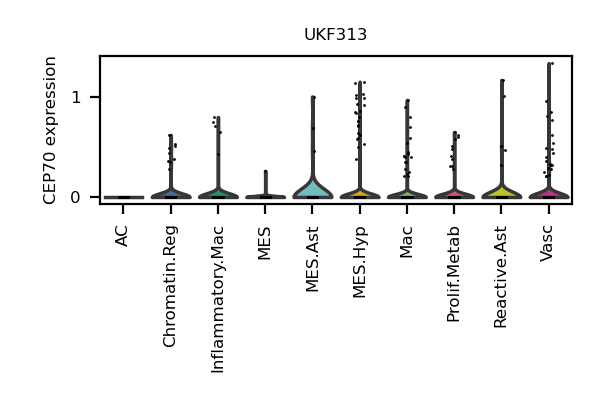 UKF313
CEP70 expression
1
0
AC
Chromatin.Reg
Inflammatory.Mac
MES
MES.Ast
MES.Hyp
Mac
Prolif.Metab
Reactive.Ast
Vasc